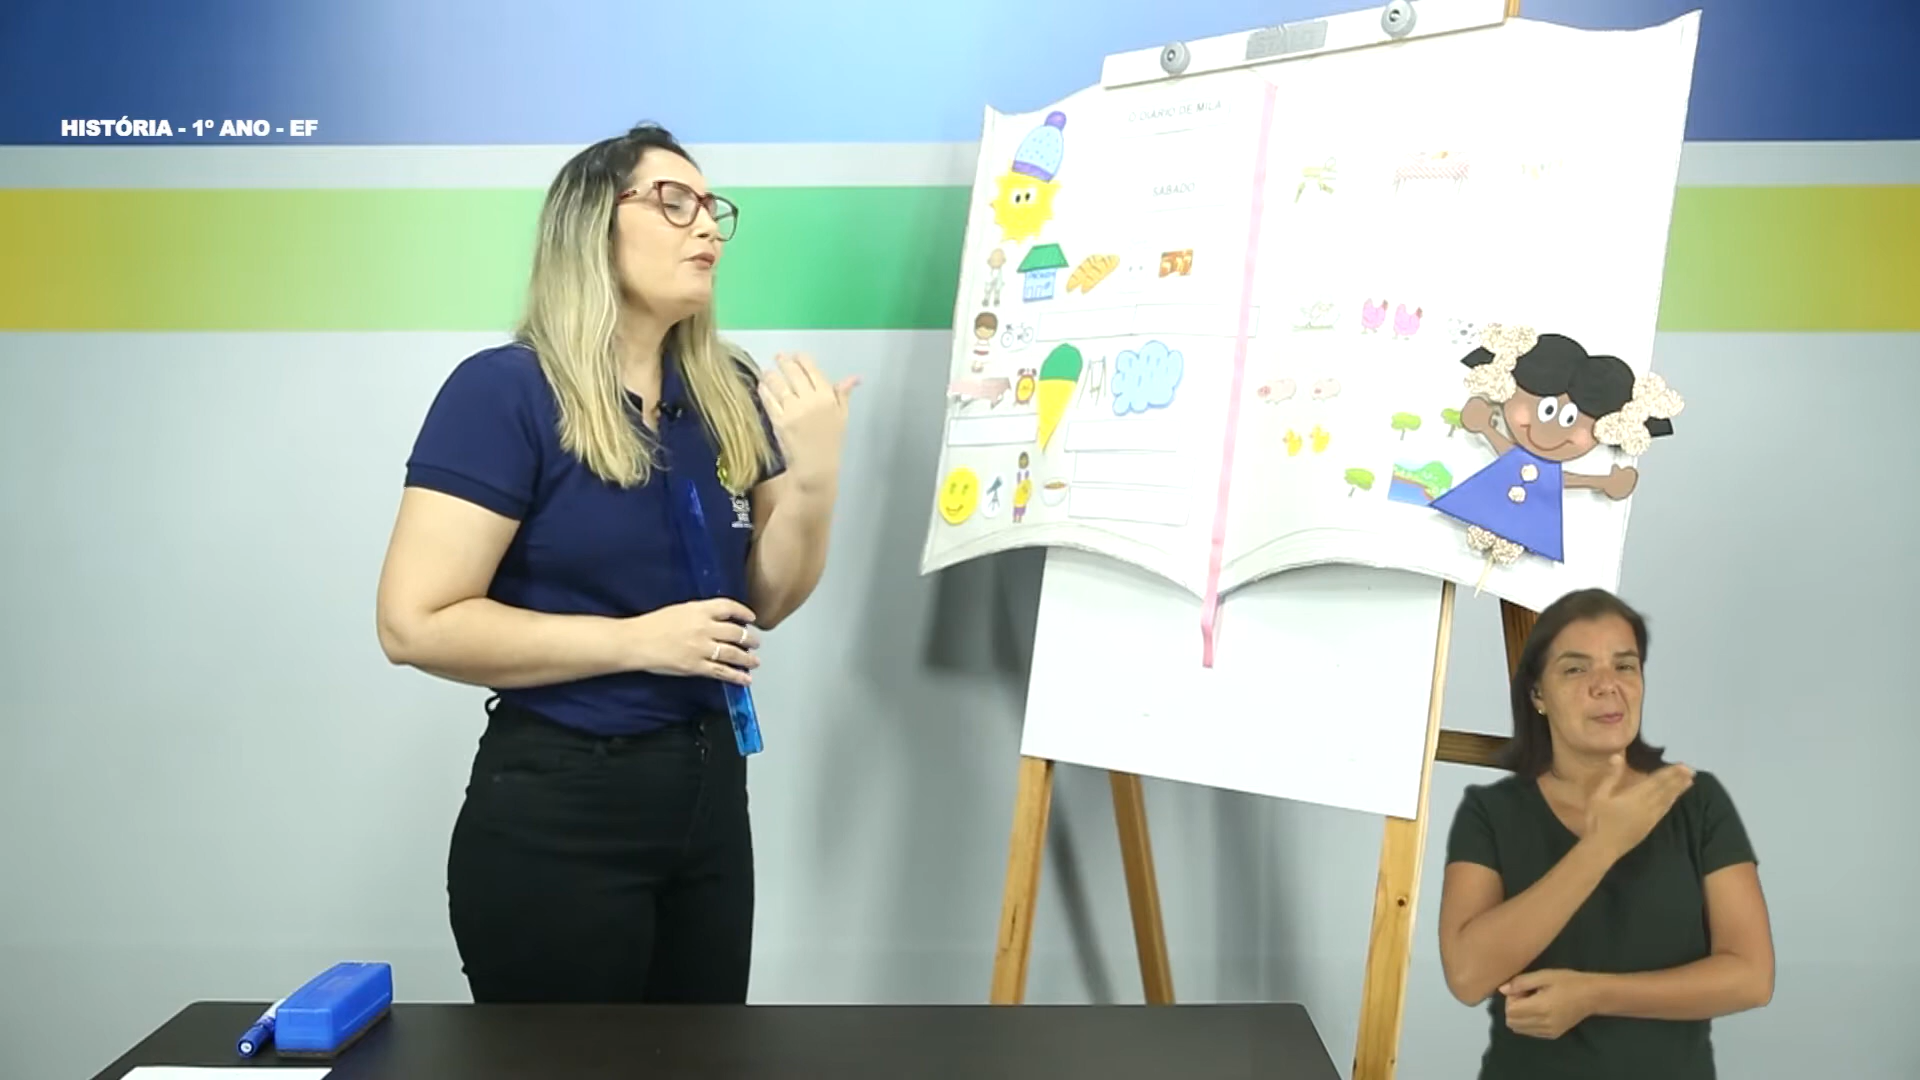 HISTÓRIA - 1º ANO - EF
O DIÁRIO DE MILA
SÁBADO